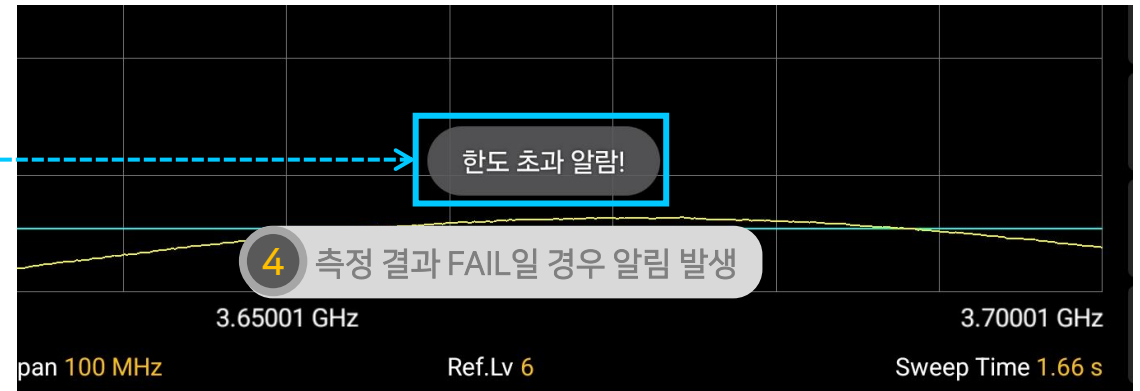 한도 초과 알람!
4 측정 결과 FAIL일 경우 알림 발생
3.65001 GHz 3.70001 GHz
pan 100 MHz Ref.Lv 6 Sweep Time 1.66 s